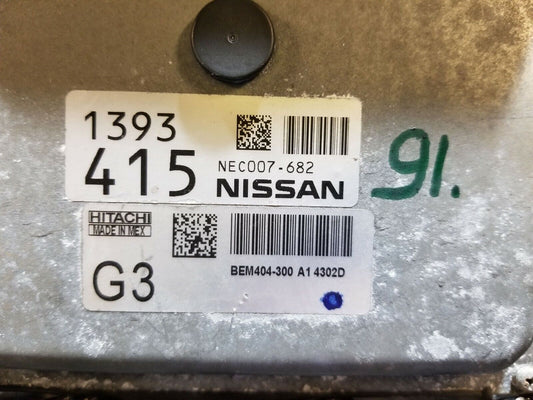 1393
415 NEC007-682
NISSAN
91.
HITACHI
MADE IN MEX
G3
BEM404-300 A1 4302D